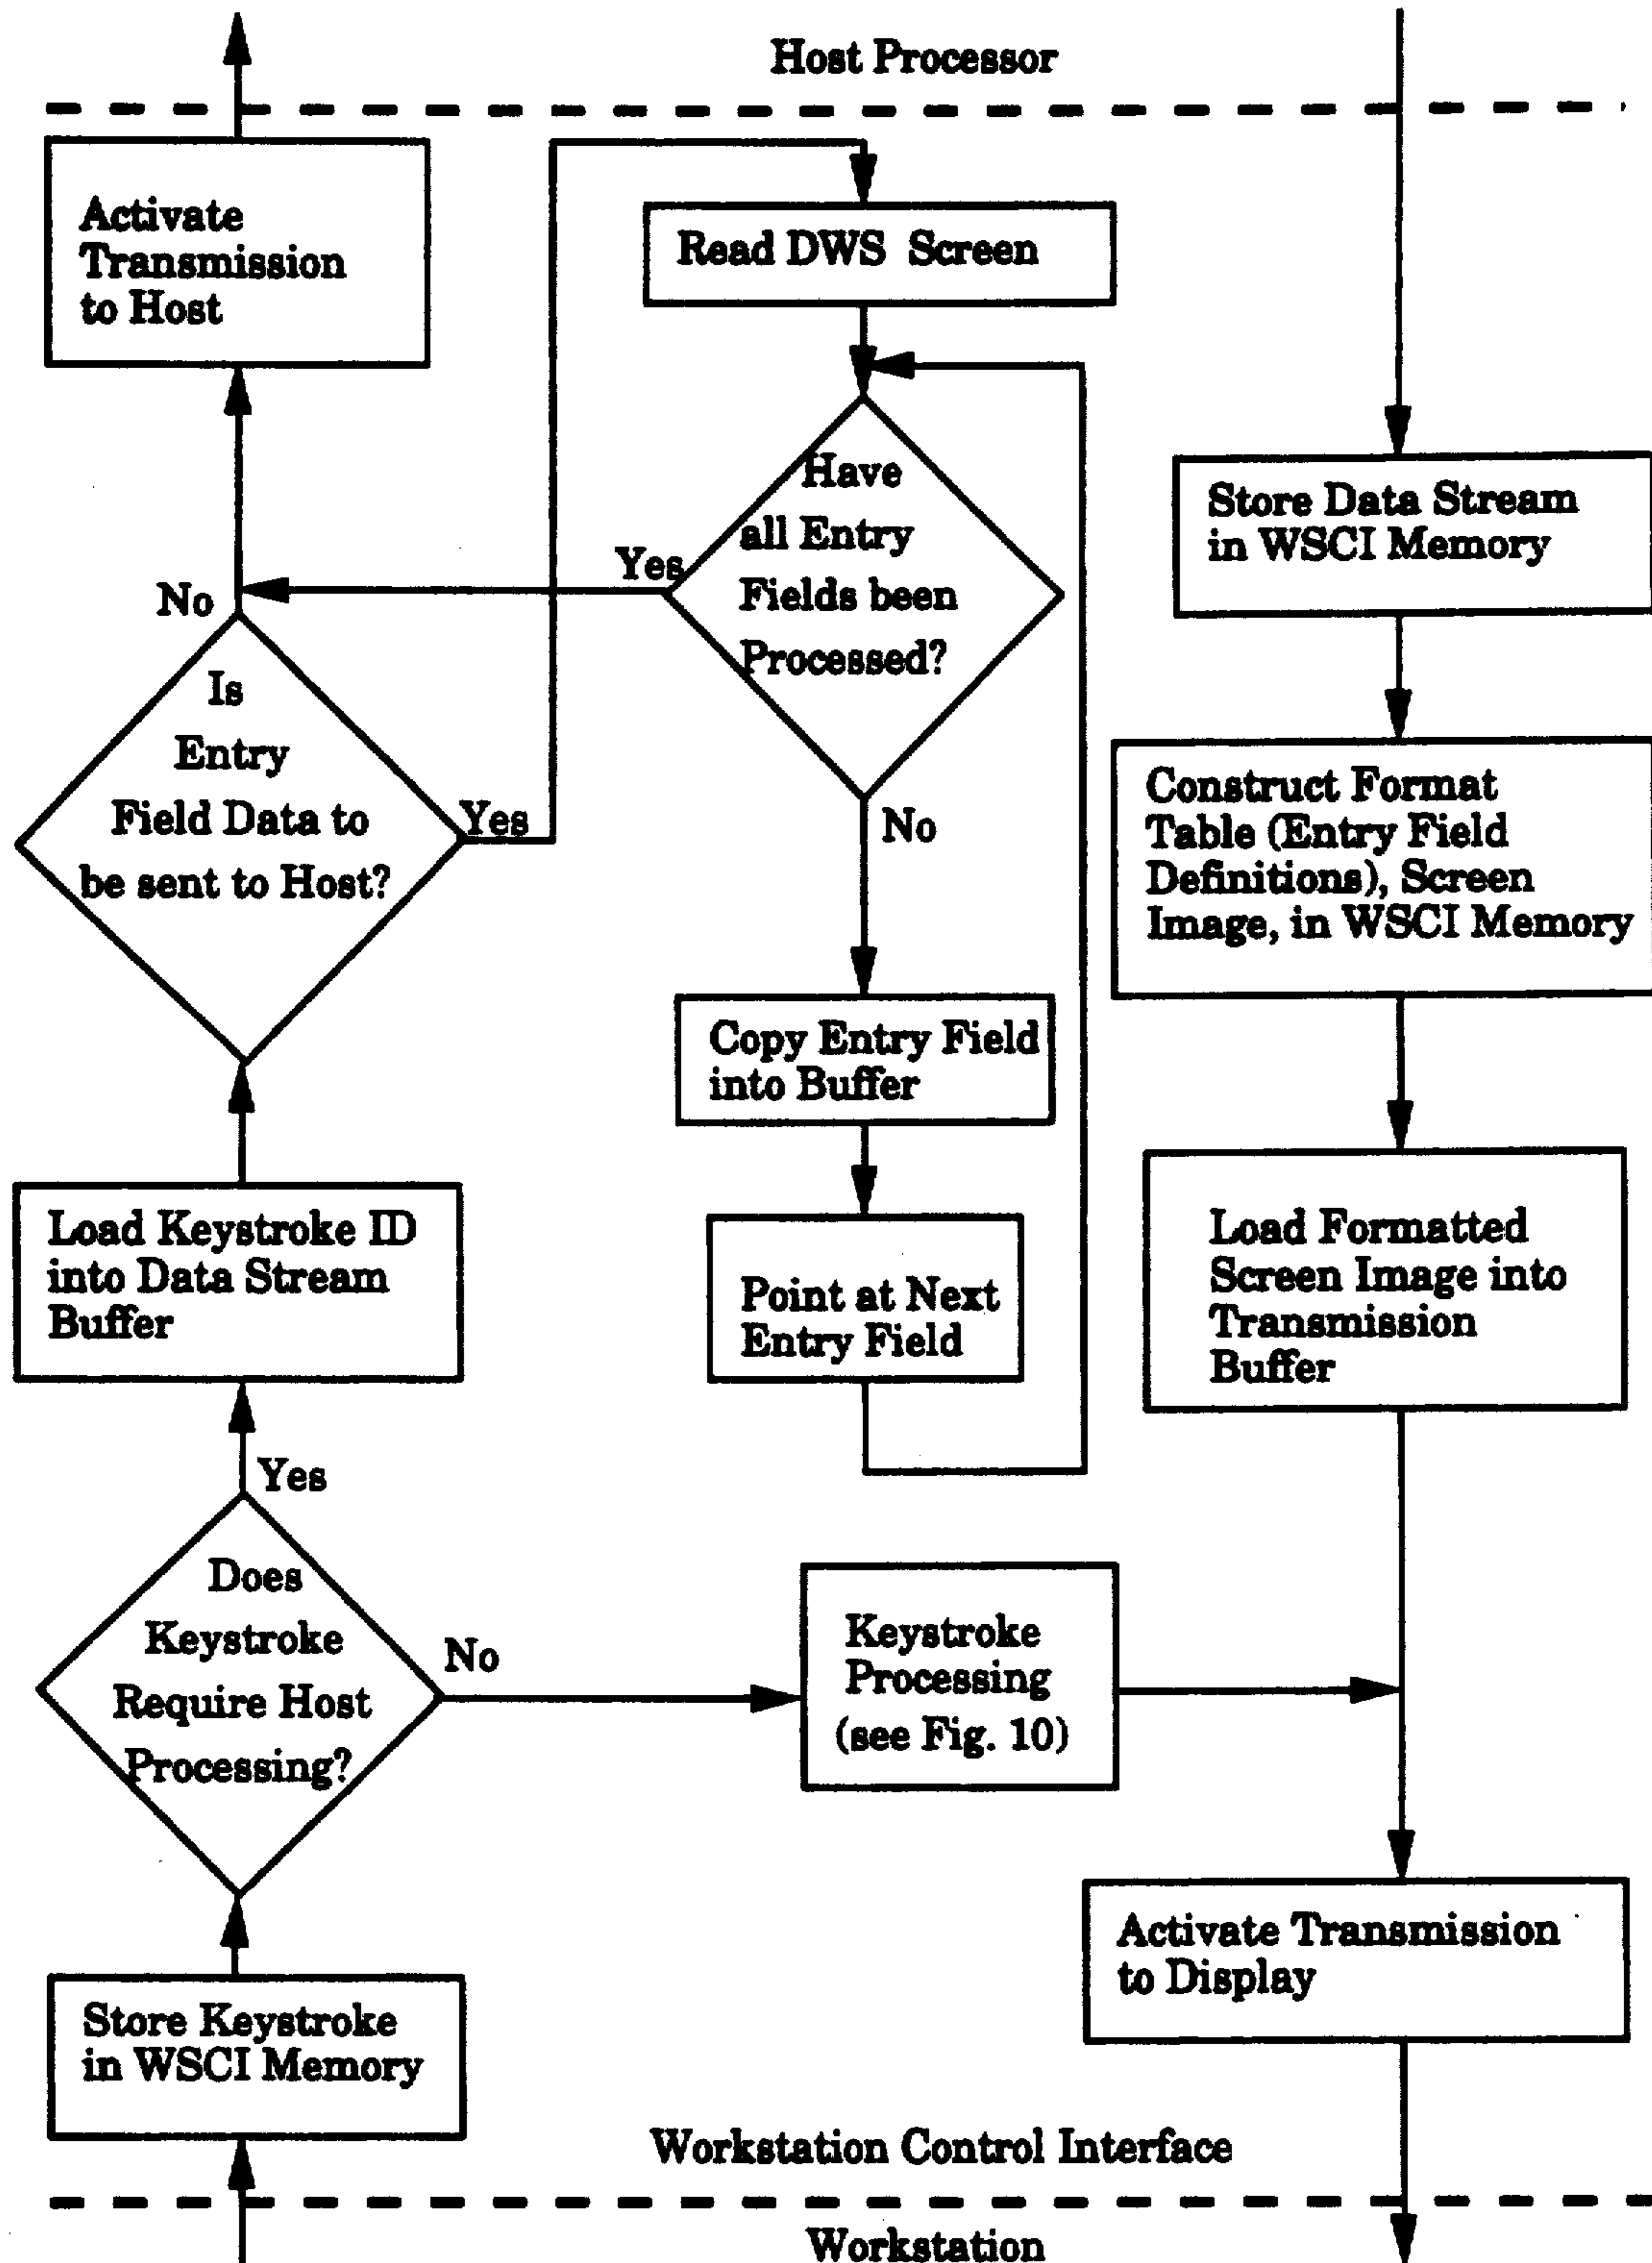 Host Processor
Activate
Transmission
to Host
Read DWS Screen
Have
all Entry
Fields been
Processed?
Yes
No
Store Data Stream
in WSCI Memory
No
Is
Entry
Field Data to
be sent to Host?
Yes
Construct Format
Table (Entry Field
Definitions), Screen
Image, in WSCI Memory
Copy Entry Field
into Buffer
Load Keystroke ID
into Data Stream
Buffer
Point at Next
Entry Field
Load Formatted
Screen Image into
Transmission
Buffer
Yes
Does
Keystroke
Require Host
Processing?
No
Keystroke
Processing
(see Fig. 10)
Activate Transmission
to Display
Store Keystroke
in WSCI Memory
Workstation Control Interface
Workstation